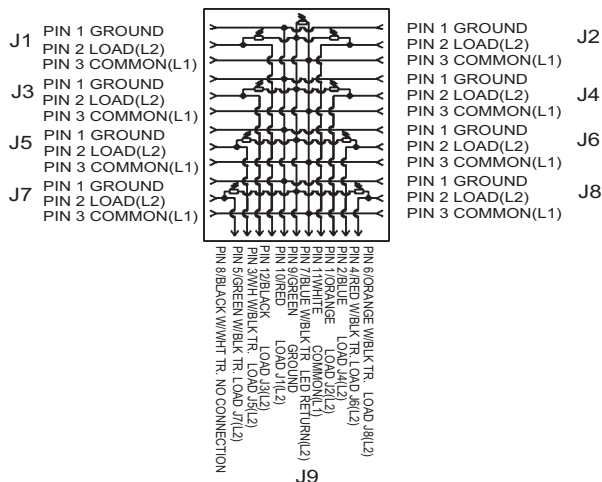 J1
PIN 1 GROUND
PIN 2 LOAD(L2)
PIN 3 COMMON(L1)
J3
PIN 1 GROUND
PIN 2 LOAD(L2)
PIN 3 COMMON(L1)
J5
PIN 1 GROUND
PIN 2 LOAD(L2)
PIN 3 COMMON(L1)
J7
PIN 1 GROUND
PIN 2 LOAD(L2)
PIN 3 COMMON(L1)
PIN 1 GROUND
PIN 2 LOAD(L2)
PIN 3 COMMON(L1)
J2
PIN 1 GROUND
PIN 2 LOAD(L2)
PIN 3 COMMON(L1)
J4
PIN 1 GROUND
PIN 2 LOAD(L2)
PIN 3 COMMON(L1)
J6
PIN 1 GROUND
PIN 2 LOAD(L2)
PIN 3 COMMON(L1)
J8
PIN 8/BLACK W/WHT TR. NO CONNECTION
PIN 5/GREEN W/BLK TR. LOAD J7(L2)
PIN 3/WH W/BLK TR. LOAD J5(L2)
PIN 12/BLACK LOAD J3(L2)
PIN 10/RED LOAD J1(L2)
PIN 9/GREEN GROUND
PIN 7/BLUE W/BLK TR. LED RETURN(L2)
PIN 11WHITE COMMON(L1)
PIN 1/ORANGE LOAD J2(L2)
PIN 2/BLUE LOAD J4(L2)
PIN 4/RED W/BLK TR. LOAD J6(L2)
PIN 6/ORANGE W/BLK TR. LOAD J8(L2)
J9